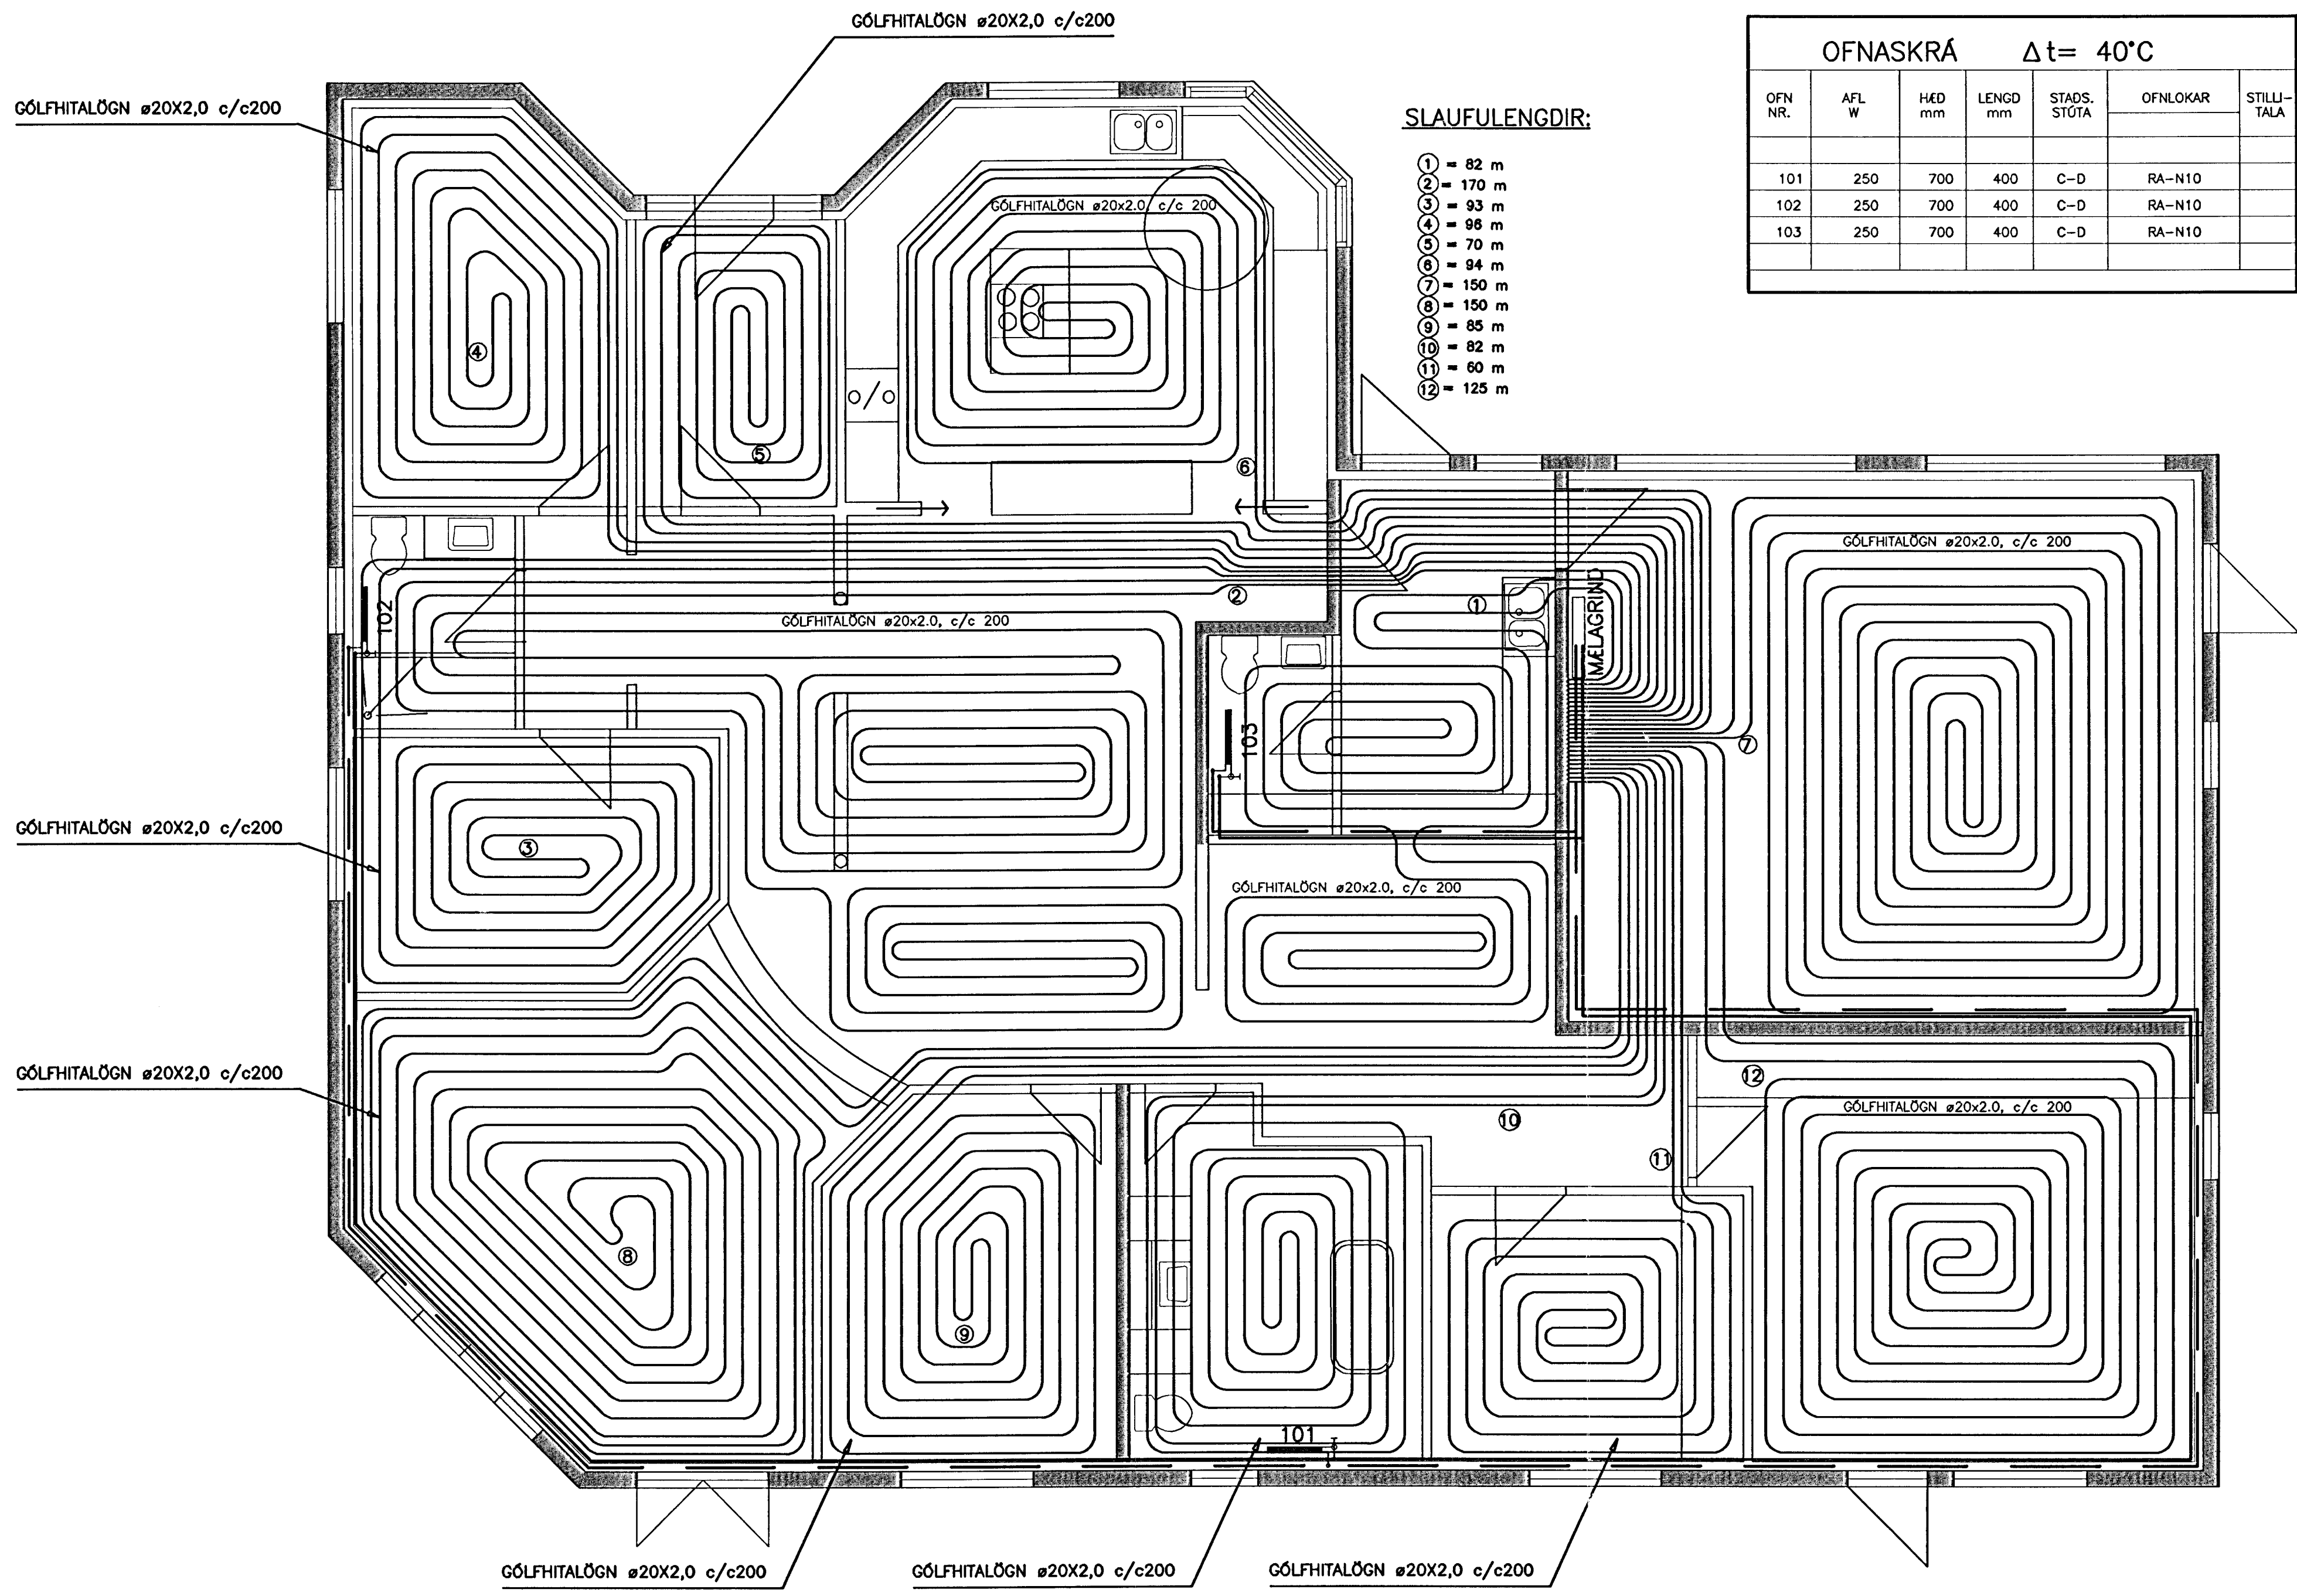 GÓLFHITALÖGN ø20X2,0 c/c200
GÓLFHITALÖGN ø20X2,0 c/c200
OFNASKRÁ Δt= 40°C
OFN NR. AFL W HÆD mm LENGD mm STAÐS. STÚTA OFNLOKAR STILLI-TALA
101 250 700 400 C-D RA-N10
102 250 700 400 C-D RA-N10
103 250 700 400 C-D RA-N10
SLAUFULENGDIR:
1 = 82 m
2 = 170 m
3 = 93 m
4 = 96 m
5 = 70 m
6 = 94 m
7 = 150 m
8 = 150 m
9 = 85 m
10 = 82 m
11 = 60 m
12 = 125 m
GÓLFHITALÖGN ø20x2.0, c/c 200
4
5
6
GÓLFHITALÖGN ø20x2.0, c/c 200
2
1
MÆLAGRIND
102
GÓLFHITALÖGN ø20x2.0, c/c 200
103
7
GÓLFHITALÖGN ø20X2,0 c/c200
3
GÓLFHITALÖGN ø20x2.0, c/c 200
GÓLFHITALÖGN ø20X2,0 c/c200
12
GÓLFHITALÖGN ø20x2.0, c/c 200
10
11
8
9
101
GÓLFHITALÖGN ø20X2,0 c/c200
GÓLFHITALÖGN ø20X2,0 c/c200
GÓLFHITALÖGN ø20X2,0 c/c200